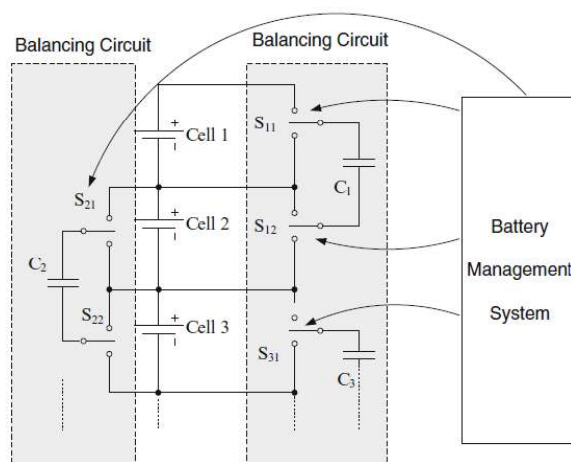 Balancing Circuit
Balancing Circuit
+
Cell 1
S11
C1
S21
+
Cell 2
S12
C2
S22
+
Cell 3
S31
C3
Battery
Management
System